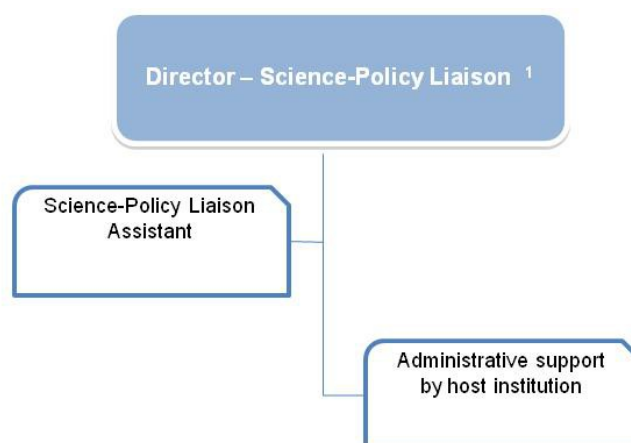 Director – Science-Policy Liaison 1
Science-Policy Liaison
Assistant
Administrative support
by host institution